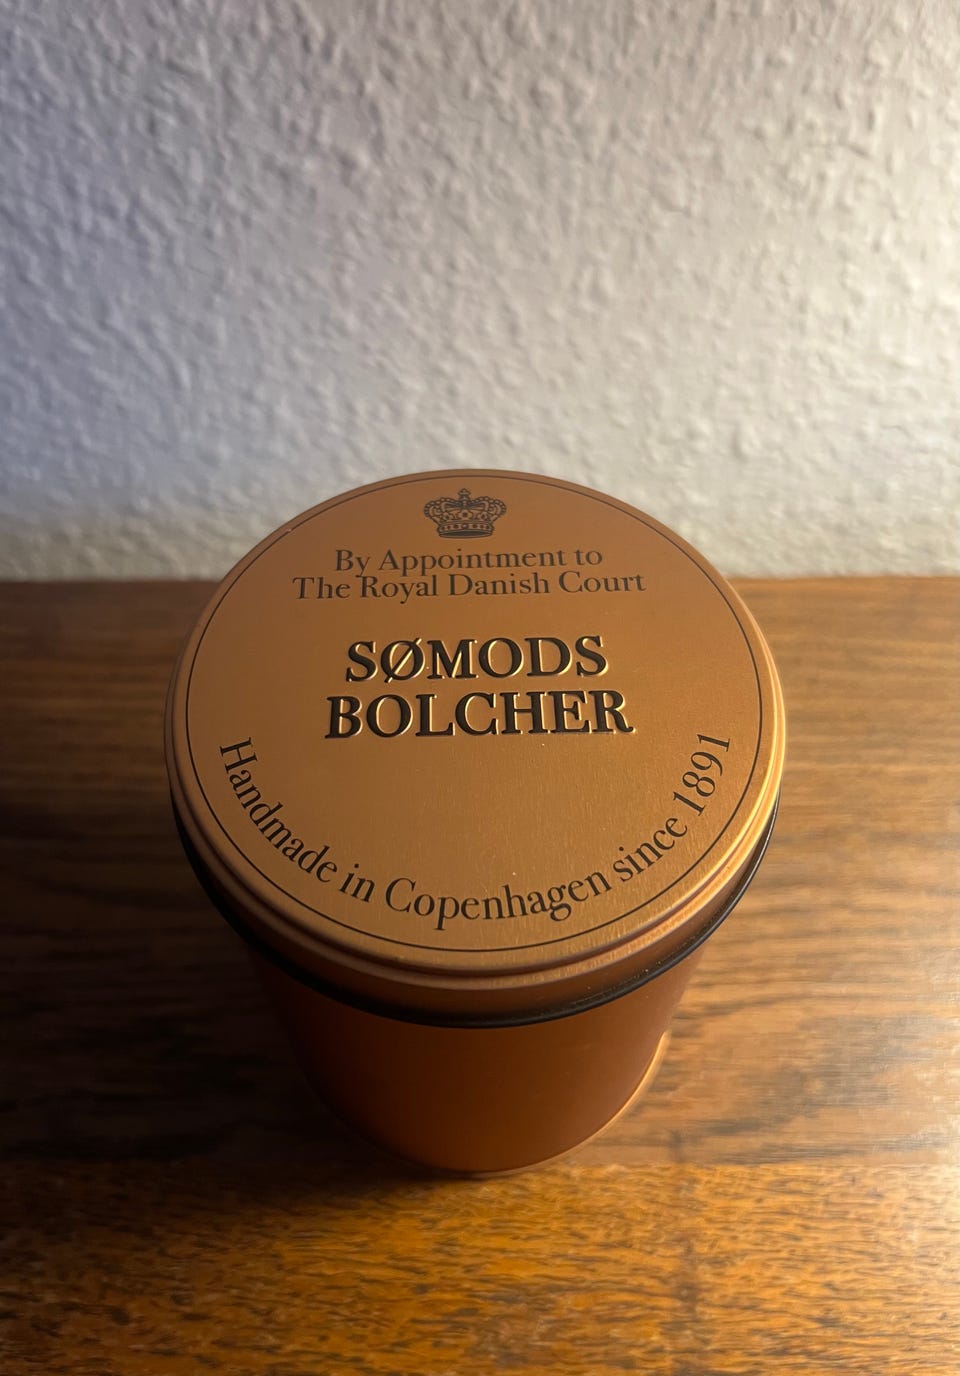 By Appointment to
The Royal Danish Court
SØMODS
BOLCHER
Handmade in Copenhagen since 1891